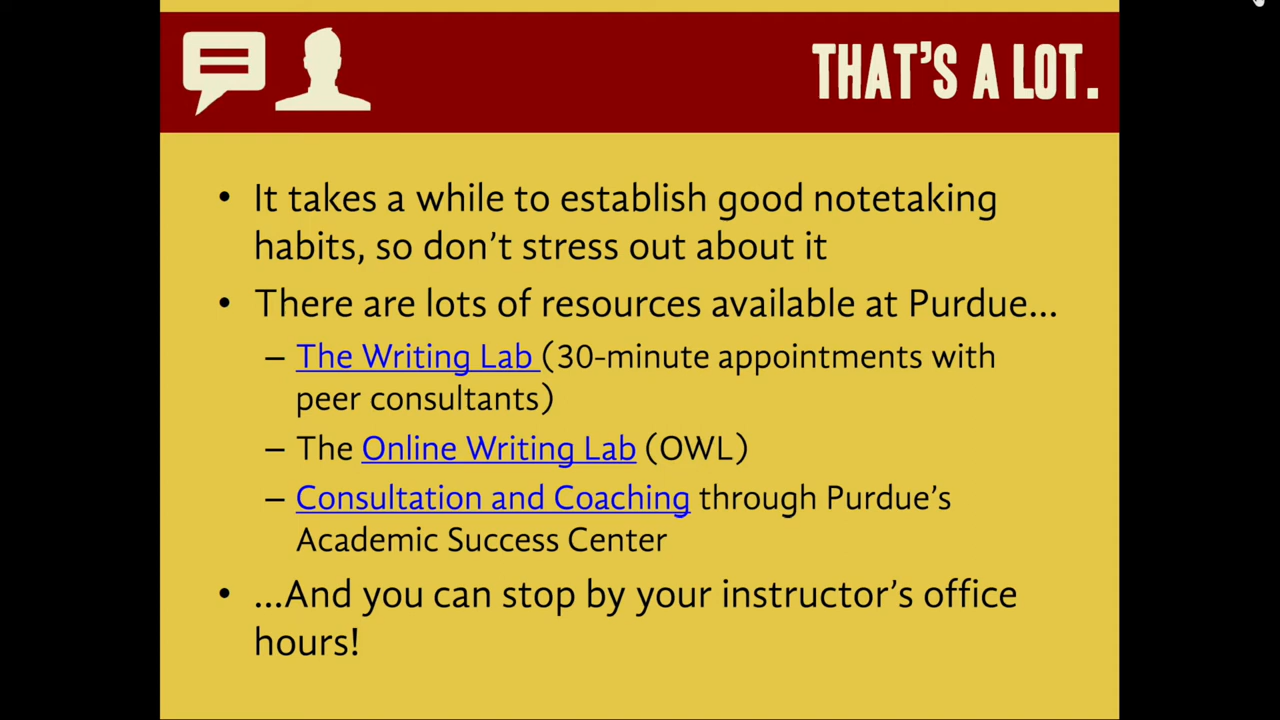 THAT'S A LOT.
• It takes a while to establish good notetaking
habits, so don't stress out about it
• There are lots of resources available at Purdue...
– The Writing Lab (30-minute appointments with
peer consultants)
– The Online Writing Lab (OWL)
– Consultation and Coaching through Purdue's
Academic Success Center
• ...And you can stop by your instructor's office
hours!